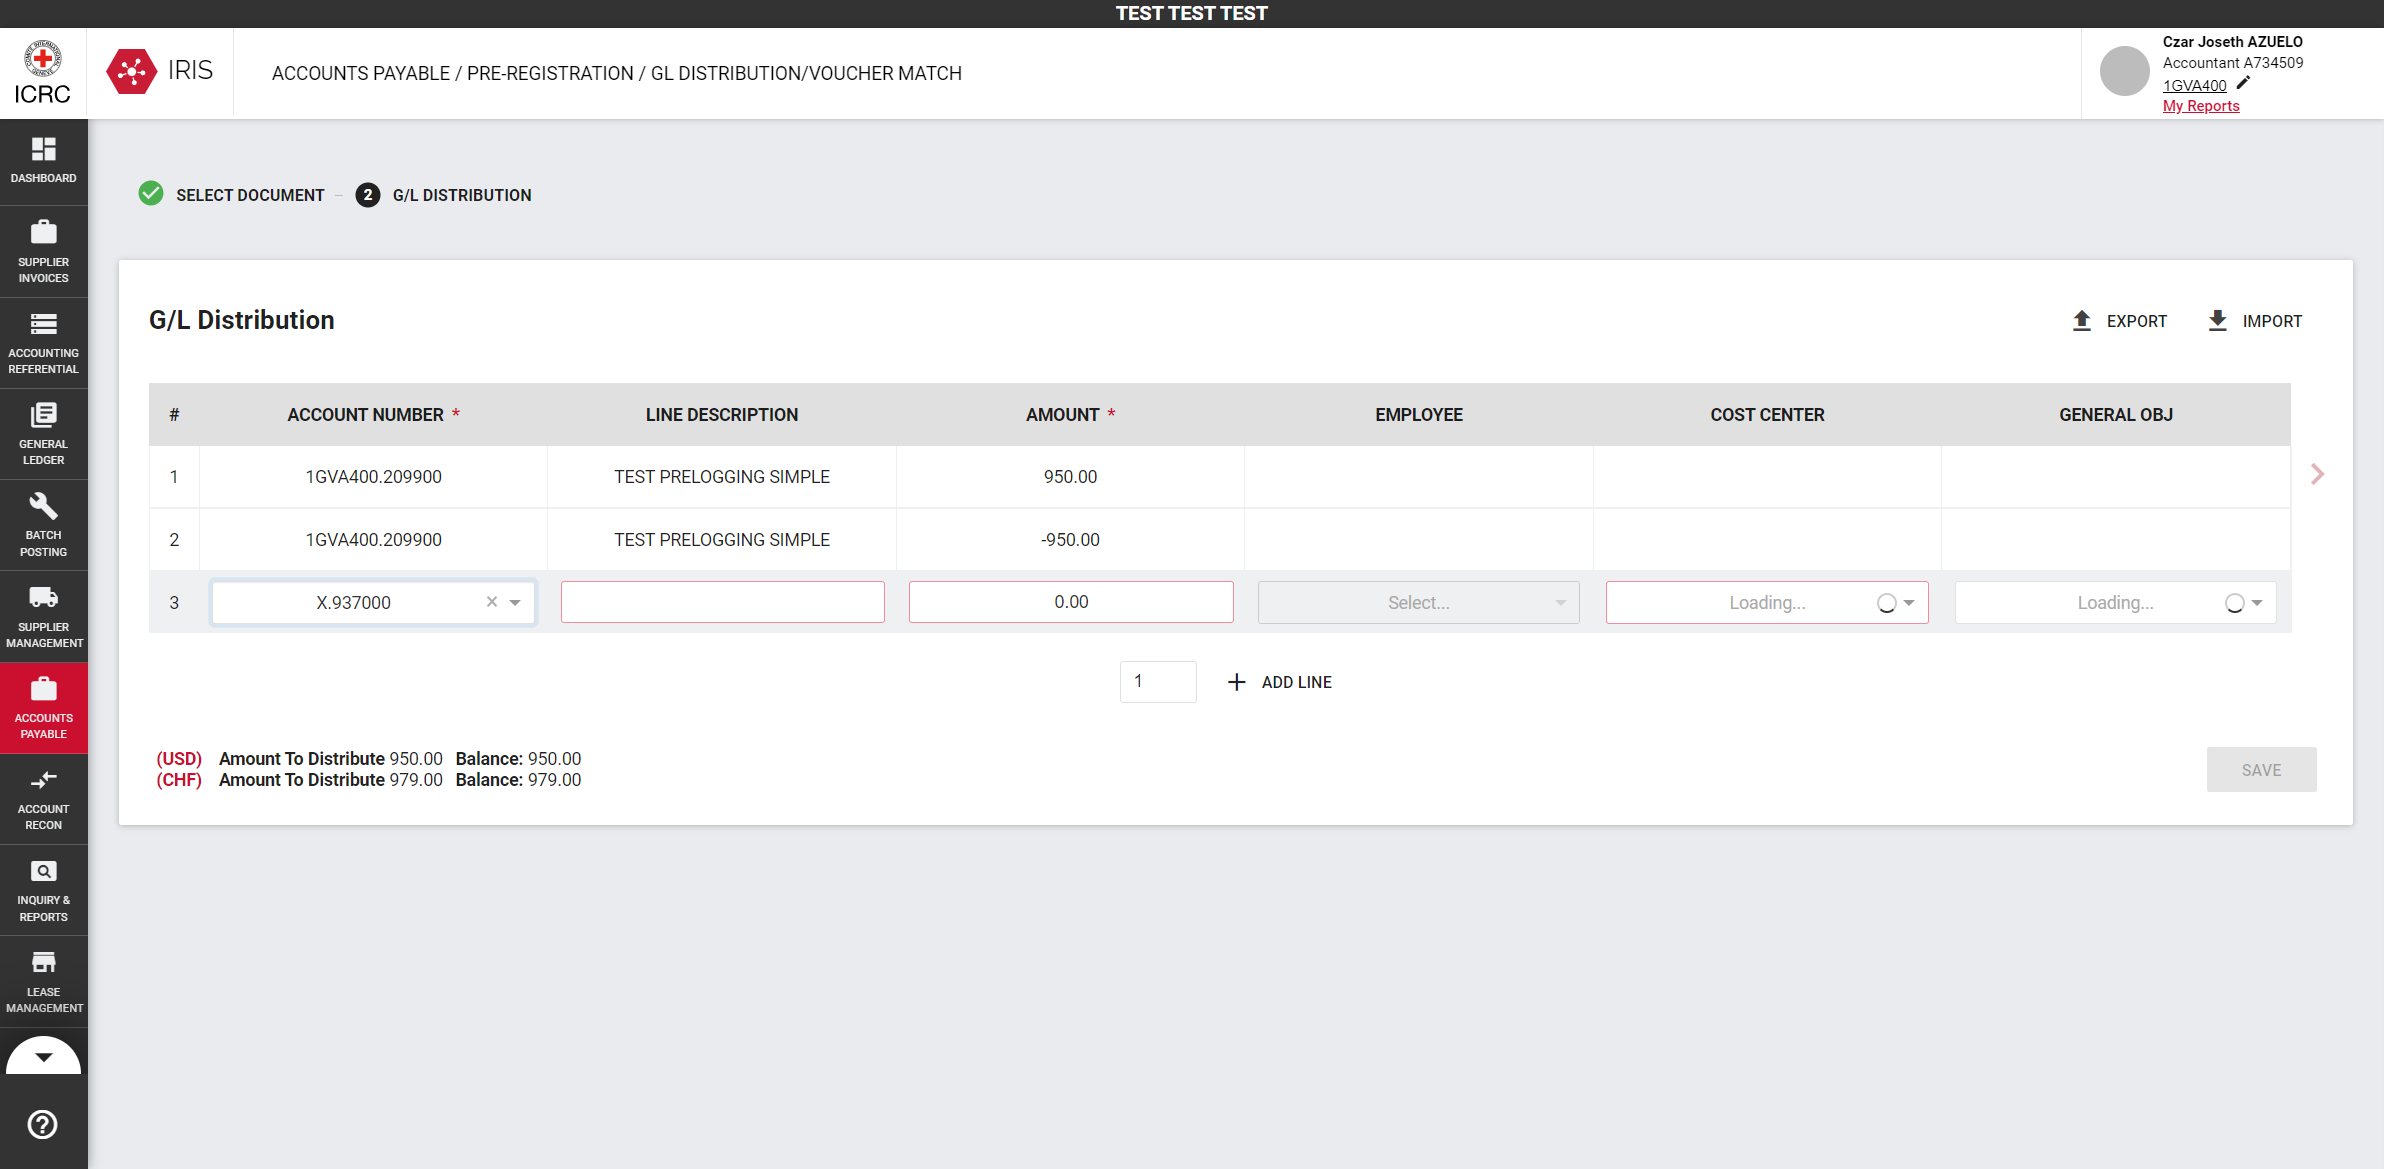 TEST TEST TEST
ICRC
IRIS
ACCOUNTS PAYABLE / PRE-REGISTRATION / GL DISTRIBUTION/VOUCHER MATCH
Czar Joseth AZUELO
Accountant A734509
1GVA400
My Reports
DASHBOARD
SUPPLIER
INVOICES
ACCOUNTING
REFERENTIAL
GENERAL
LEDGER
BATCH
POSTING
SUPPLIER
MANAGEMENT
ACCOUNTS
PAYABLE
ACCOUNT
RECON
INQUIRY &
REPORTS
LEASE
MANAGEMENT
SELECT DOCUMENT – 2 G/L DISTRIBUTION
G/L Distribution
EXPORT IMPORT
# ACCOUNT NUMBER * LINE DESCRIPTION AMOUNT * EMPLOYEE COST CENTER GENERAL OBJ
1 1GVA400.209900 TEST PRELOGGING SIMPLE 950.00
2 1GVA400.209900 TEST PRELOGGING SIMPLE -950.00
3 X.937000 × 0.00 Select... Loading... Loading...
1 + ADD LINE
(USD) Amount To Distribute 950.00 Balance: 950.00
(CHF) Amount To Distribute 979.00 Balance: 979.00
SAVE